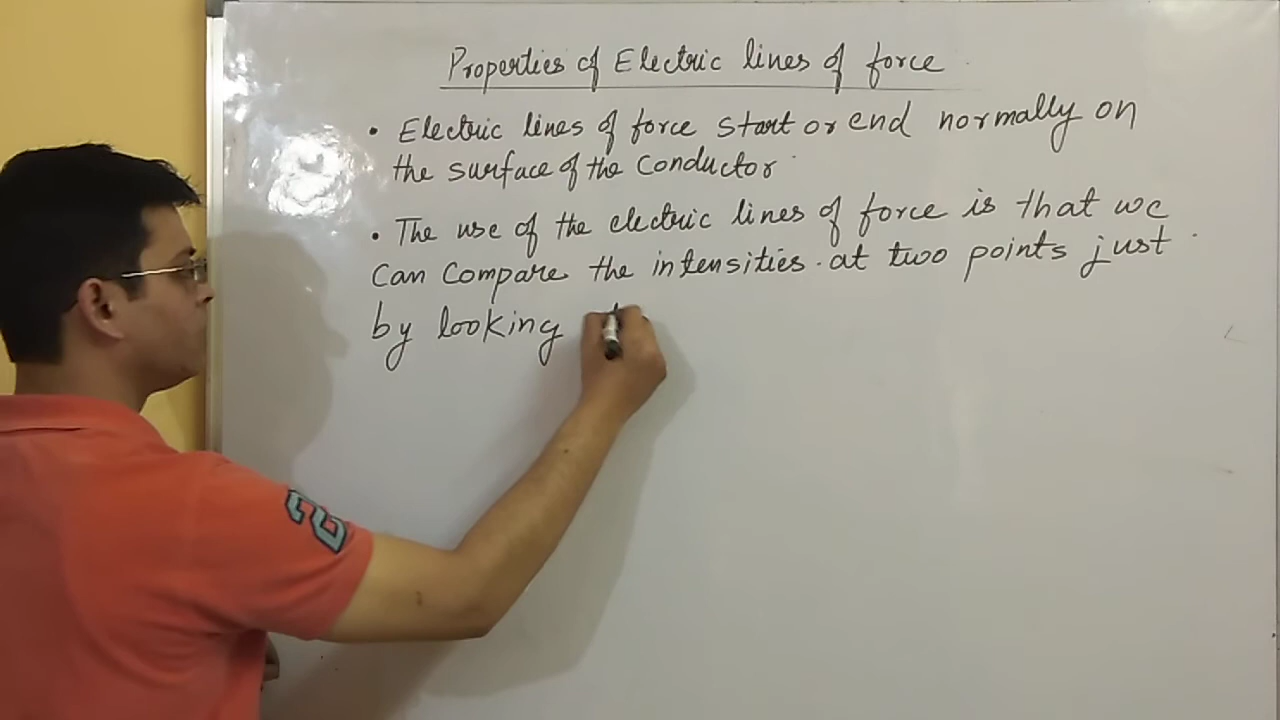 Properties of Electric lines of force
• Electric lines of force start or end normally on
the surface of the Conductor
• The use of the electric lines of force is that we
Can Compare the intensities at two points just
by looking
2